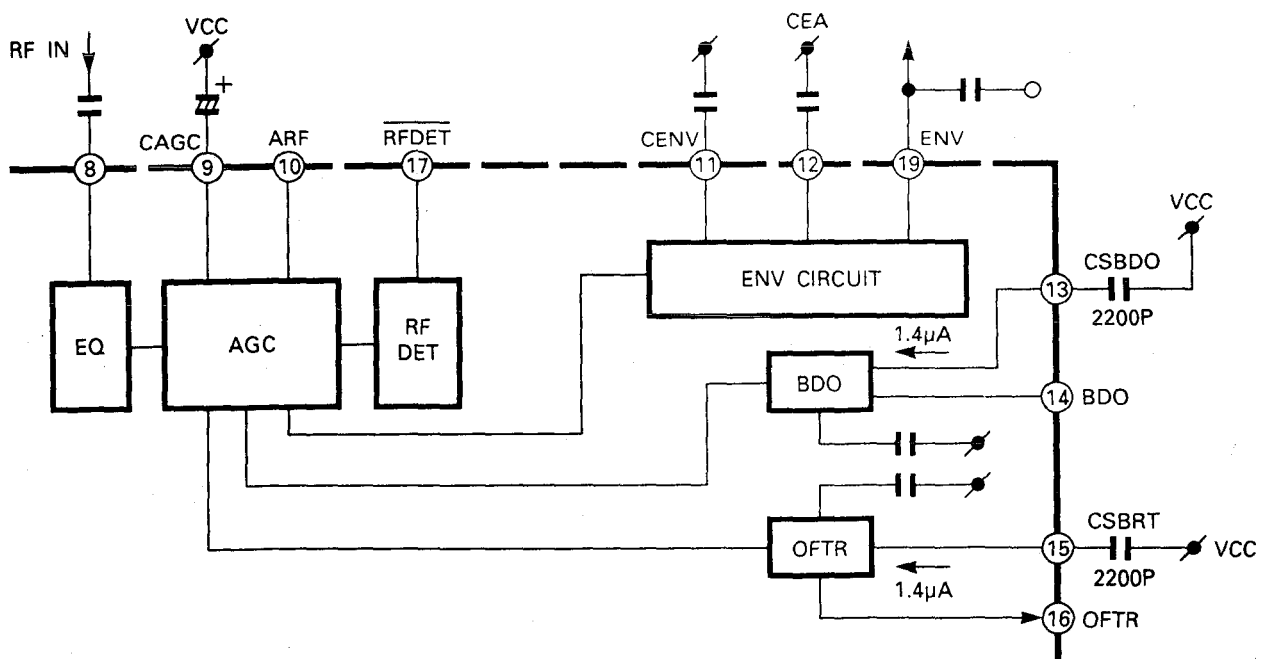 VCC
CEA
RF IN
+
CAGC
ARF
RFDET
CENV
ENV
8
9
10
17
11
12
19
VCC
ENV CIRCUIT
CSBDO
13
2200P
EQ
AGC
RF
DET
1.4μA
BDO
14
BDO
OFTR
CSBRT
15
VCC
1.4μA
2200P
16
OFTR